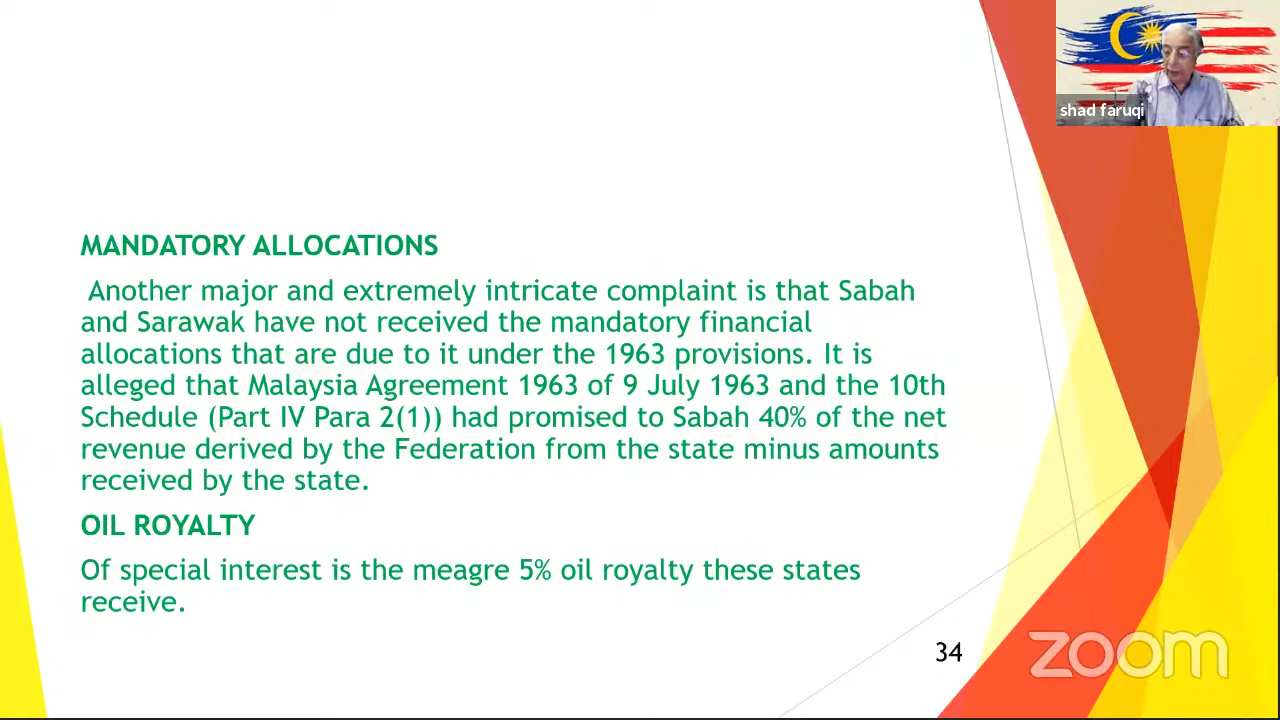 shad faruqi
MANDATORY ALLOCATIONS
Another major and extremely intricate complaint is that Sabah
and Sarawak have not received the mandatory financial
allocations that are due to it under the 1963 provisions. It is
alleged that Malaysia Agreement 1963 of 9 July 1963 and the 10th
Schedule (Part IV Para 2(1)) had promised to Sabah 40% of the net
revenue derived by the Federation from the state minus amounts
received by the state.
OIL ROYALTY
Of special interest is the meagre 5% oil royalty these states
receive.
34
zoom